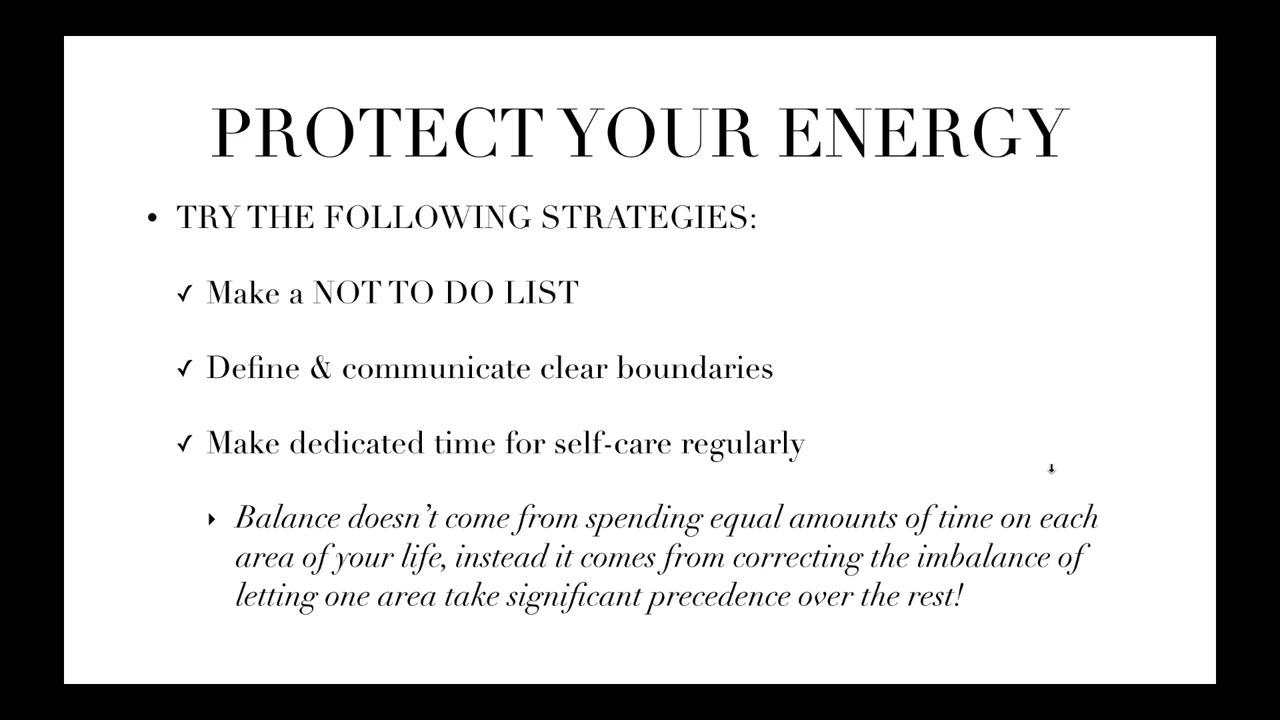 PROTECT YOUR ENERGY
• TRY THE FOLLOWING STRATEGIES:
✓ Make a NOT TO DO LIST
✓ Define & communicate clear boundaries
✓ Make dedicated time for self-care regularly
‣ Balance doesn’t come from spending equal amounts of time on each
area of your life, instead it comes from correcting the imbalance of
letting one area take significant precedence over the rest!